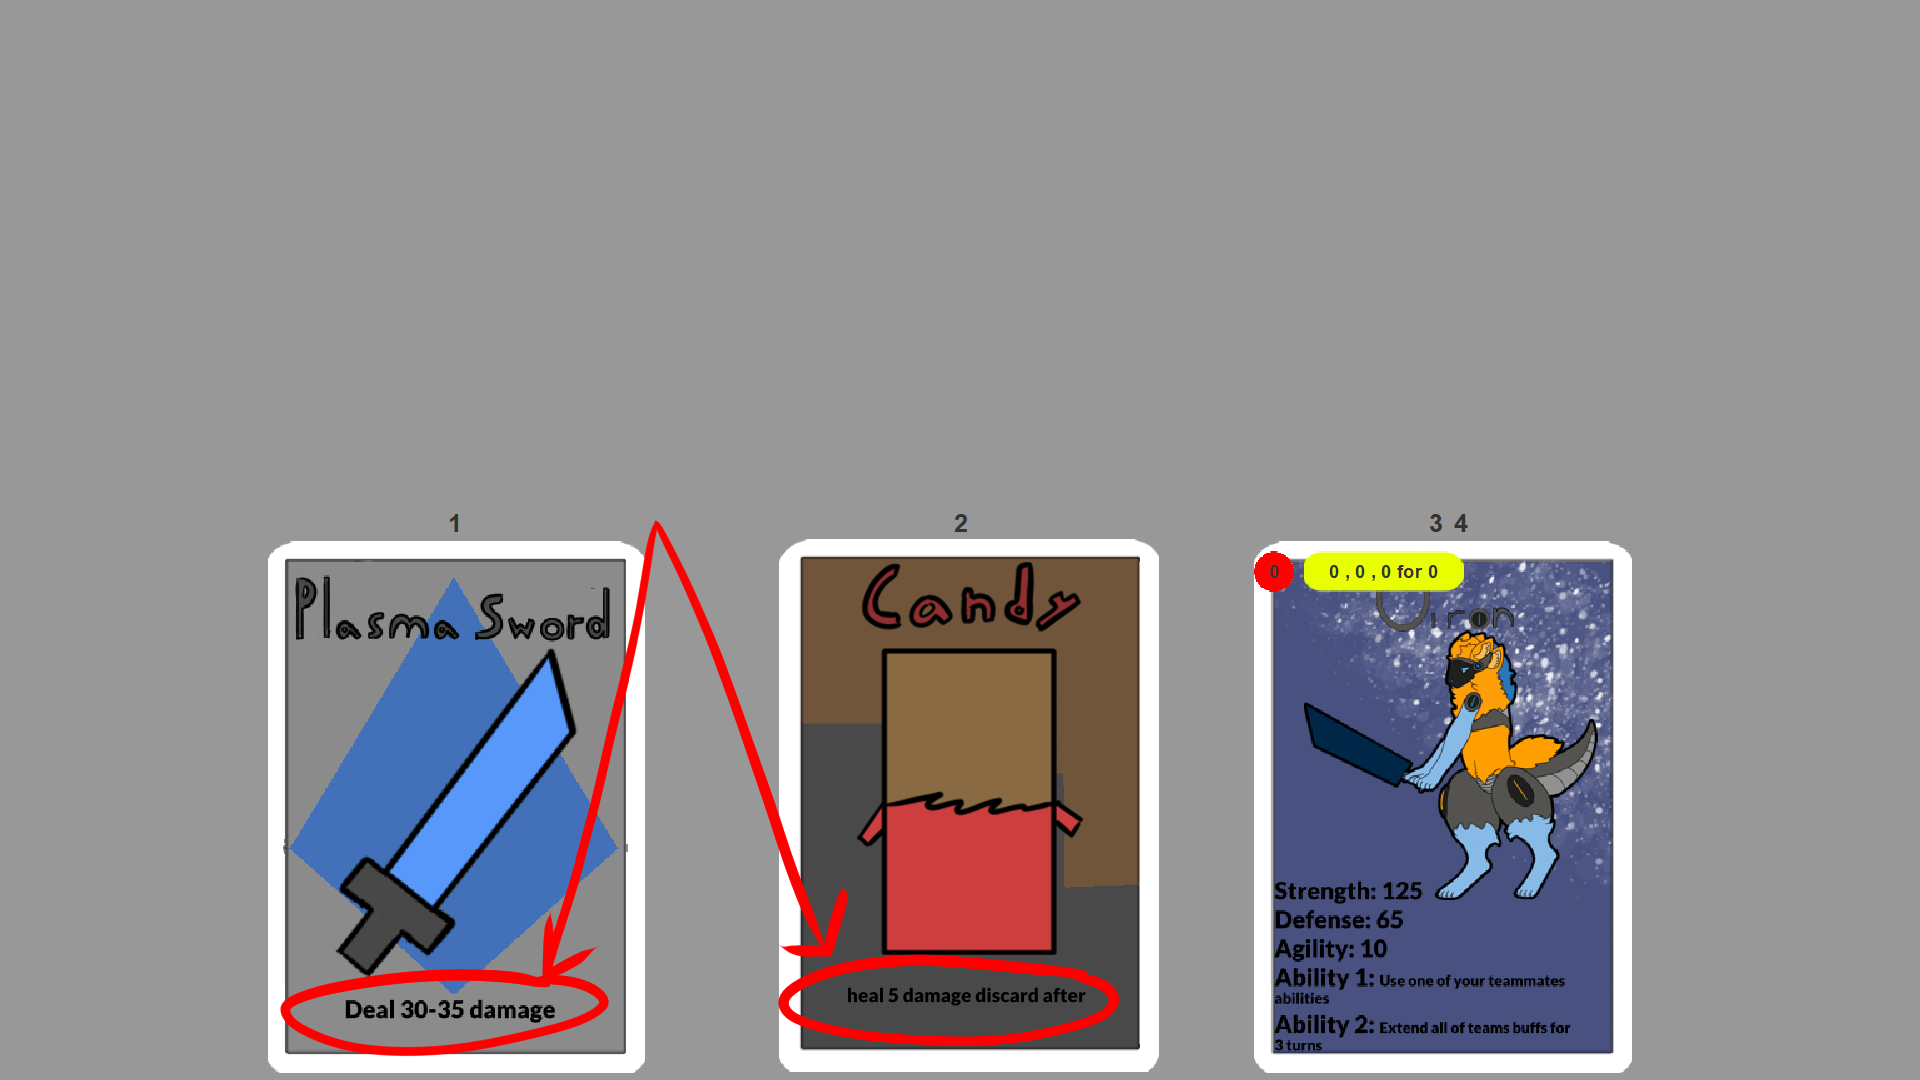 1
2
3 4
Plasma Sword
Deal 30-35 damage
Candy
heal 5 damage discard after
0
0 , 0 , 0 for 0
Oiron
Strength: 125
Defense: 65
Agility: 10
Ability 1: Use one of your teammates
abilities
Ability 2: Extend all of teams buffs for
3 turns